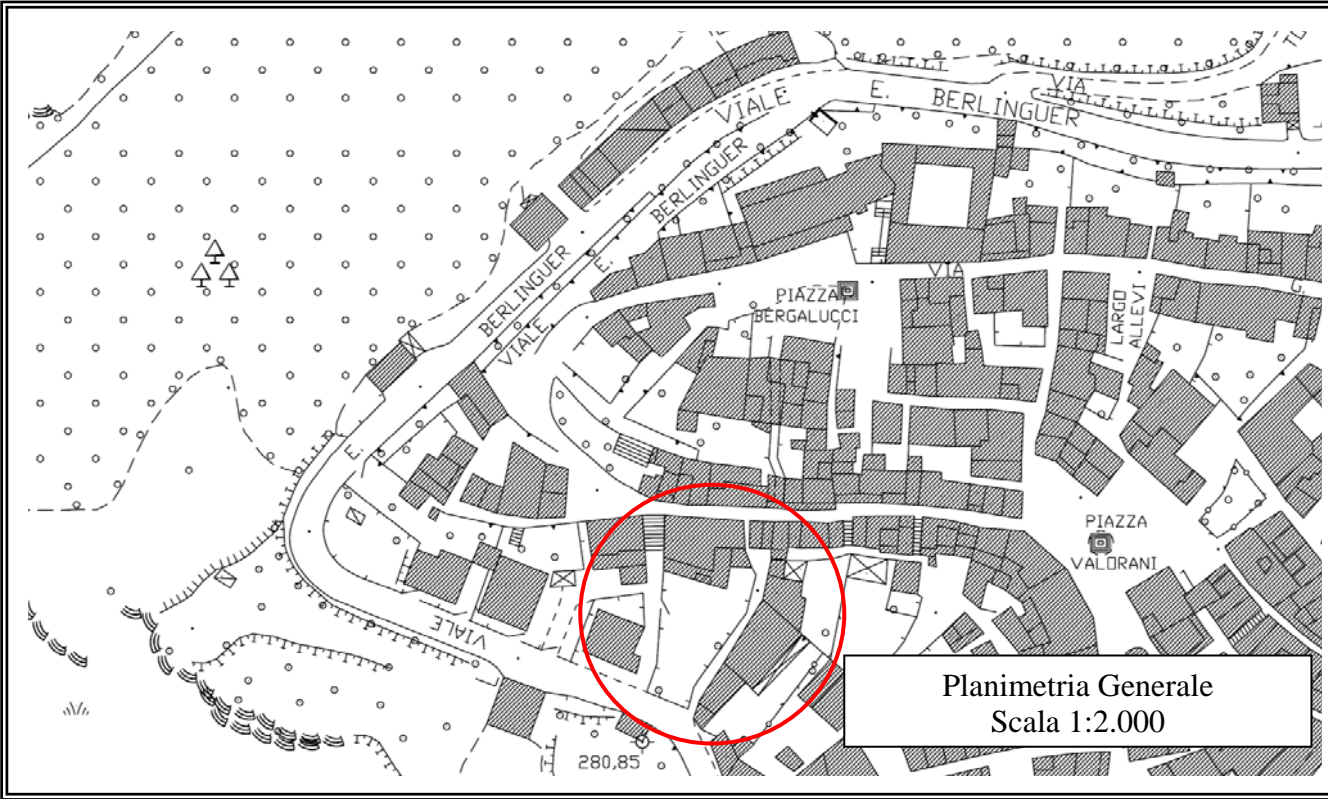 VIALE E. BERLINGUER
VIA
BERLINGUER
BERLINGUER
VIALE E.
VIA
G.
PIAZZA
BERGALUCCI
LARGO
ALLEVI
E.
PIAZZA
VALORANI
VIALE
280,85
Planimetria Generale
Scala 1:2.000